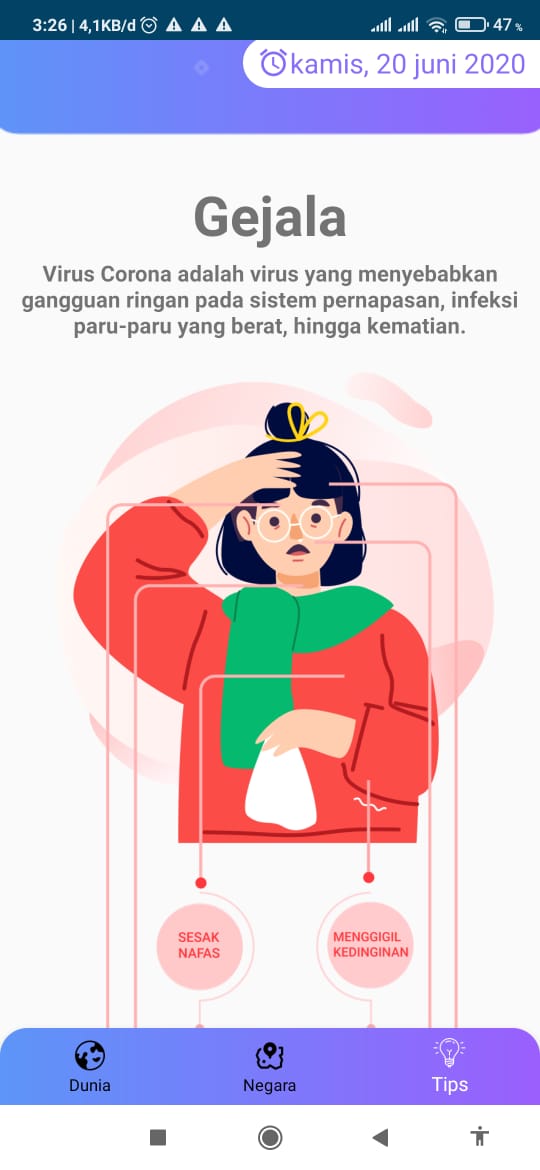 3:26 | 4,1KB/d
47 %
kamis, 20 juni 2020
Gejala
Virus Corona adalah virus yang menyebabkan
gangguan ringan pada sistem pernapasan, infeksi
paru-paru yang berat, hingga kematian.
SESAK
NAFAS
MENGGIGIL
KEDINGINAN
Dunia
Negara
Tips